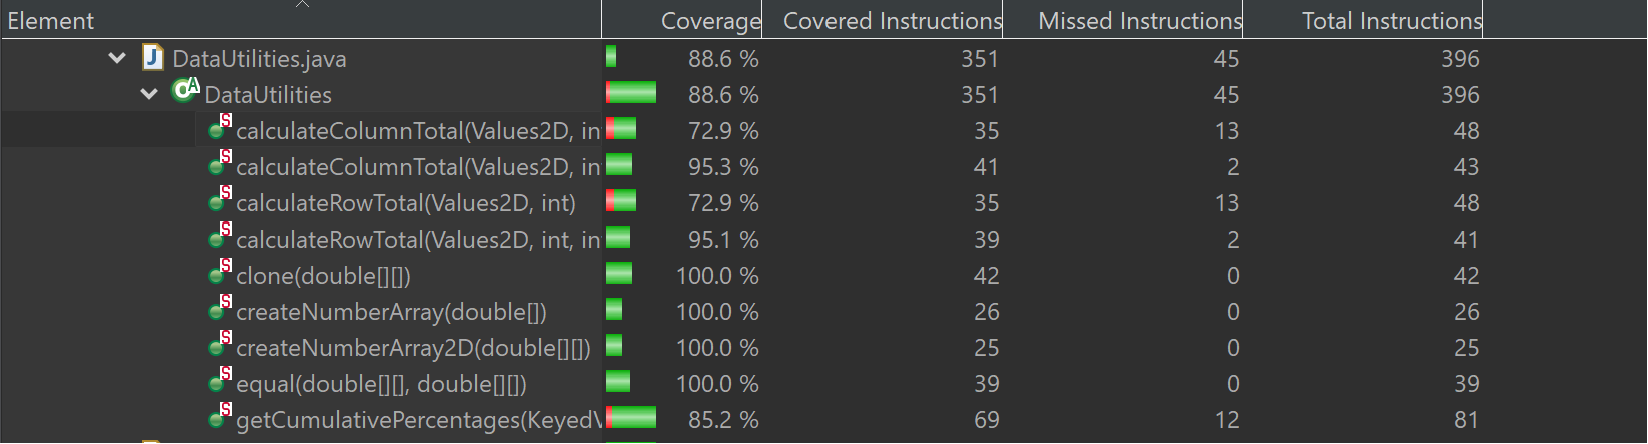 Element Coverage Covered Instructions Missed Instructions Total Instructions
J DataUtilities.java 88.6 % 351 45 396
C A DataUtilities 88.6 % 351 45 396
S calculateColumnTotal(Values2D, in 72.9 % 35 13 48
S calculateColumnTotal(Values2D, in 95.3 % 41 2 43
S calculateRowTotal(Values2D, int) 72.9 % 35 13 48
S calculateRowTotal(Values2D, int, in 95.1 % 39 2 41
S clone(double[][]) 100.0 % 42 0 42
S createNumberArray(double[]) 100.0 % 26 0 26
S createNumberArray2D(double[][]) 100.0 % 25 0 25
S equal(double[][], double[][]) 100.0 % 39 0 39
S getCumulativePercentages(KeyedV 85.2 % 69 12 81